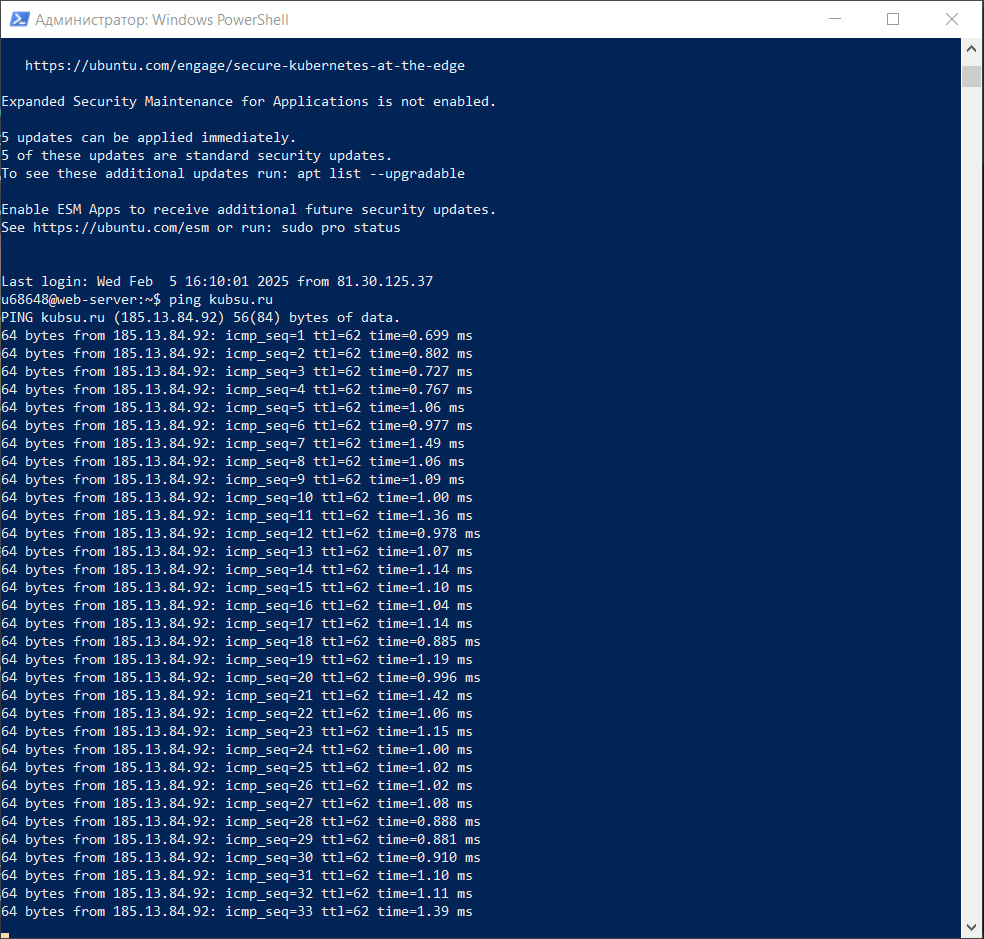 Администратор: Windows PowerShell
https://ubuntu.com/engage/secure-kubernetes-at-the-edge
Expanded Security Maintenance for Applications is not enabled.
5 updates can be applied immediately.
5 of these updates are standard security updates.
To see these additional updates run: apt list --upgradable
Enable ESM Apps to receive additional future security updates.
See https://ubuntu.com/esm or run: sudo pro status
Last login: Wed Feb  5 16:10:01 2025 from 81.30.125.37
u68648@web-server:~$ ping kubsu.ru
PING kubsu.ru (185.13.84.92) 56(84) bytes of data.
64 bytes from 185.13.84.92: icmp_seq=1 ttl=62 time=0.699 ms
64 bytes from 185.13.84.92: icmp_seq=2 ttl=62 time=0.802 ms
64 bytes from 185.13.84.92: icmp_seq=3 ttl=62 time=0.727 ms
64 bytes from 185.13.84.92: icmp_seq=4 ttl=62 time=0.767 ms
64 bytes from 185.13.84.92: icmp_seq=5 ttl=62 time=1.06 ms
64 bytes from 185.13.84.92: icmp_seq=6 ttl=62 time=0.977 ms
64 bytes from 185.13.84.92: icmp_seq=7 ttl=62 time=1.49 ms
64 bytes from 185.13.84.92: icmp_seq=8 ttl=62 time=1.06 ms
64 bytes from 185.13.84.92: icmp_seq=9 ttl=62 time=1.09 ms
64 bytes from 185.13.84.92: icmp_seq=10 ttl=62 time=1.00 ms
64 bytes from 185.13.84.92: icmp_seq=11 ttl=62 time=1.36 ms
64 bytes from 185.13.84.92: icmp_seq=12 ttl=62 time=0.978 ms
64 bytes from 185.13.84.92: icmp_seq=13 ttl=62 time=1.07 ms
64 bytes from 185.13.84.92: icmp_seq=14 ttl=62 time=1.14 ms
64 bytes from 185.13.84.92: icmp_seq=15 ttl=62 time=1.10 ms
64 bytes from 185.13.84.92: icmp_seq=16 ttl=62 time=1.04 ms
64 bytes from 185.13.84.92: icmp_seq=17 ttl=62 time=1.14 ms
64 bytes from 185.13.84.92: icmp_seq=18 ttl=62 time=0.885 ms
64 bytes from 185.13.84.92: icmp_seq=19 ttl=62 time=1.19 ms
64 bytes from 185.13.84.92: icmp_seq=20 ttl=62 time=0.996 ms
64 bytes from 185.13.84.92: icmp_seq=21 ttl=62 time=1.42 ms
64 bytes from 185.13.84.92: icmp_seq=22 ttl=62 time=1.06 ms
64 bytes from 185.13.84.92: icmp_seq=23 ttl=62 time=1.15 ms
64 bytes from 185.13.84.92: icmp_seq=24 ttl=62 time=1.00 ms
64 bytes from 185.13.84.92: icmp_seq=25 ttl=62 time=1.02 ms
64 bytes from 185.13.84.92: icmp_seq=26 ttl=62 time=1.02 ms
64 bytes from 185.13.84.92: icmp_seq=27 ttl=62 time=1.08 ms
64 bytes from 185.13.84.92: icmp_seq=28 ttl=62 time=0.888 ms
64 bytes from 185.13.84.92: icmp_seq=29 ttl=62 time=0.881 ms
64 bytes from 185.13.84.92: icmp_seq=30 ttl=62 time=0.910 ms
64 bytes from 185.13.84.92: icmp_seq=31 ttl=62 time=1.10 ms
64 bytes from 185.13.84.92: icmp_seq=32 ttl=62 time=1.11 ms
64 bytes from 185.13.84.92: icmp_seq=33 ttl=62 time=1.39 ms